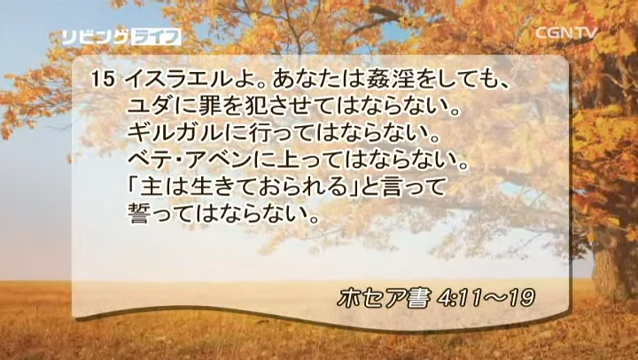 リビングライフ
CGNTV
15 イスラエルよ。あなたは姦淫をしても、
ユダに罪を犯させてはならない。
ギルガルに行ってはならない。
ベテ・アベンに上ってはならない。
「主は生きておられる」と言って
誓ってはならない。
ホセア書 4:11～19